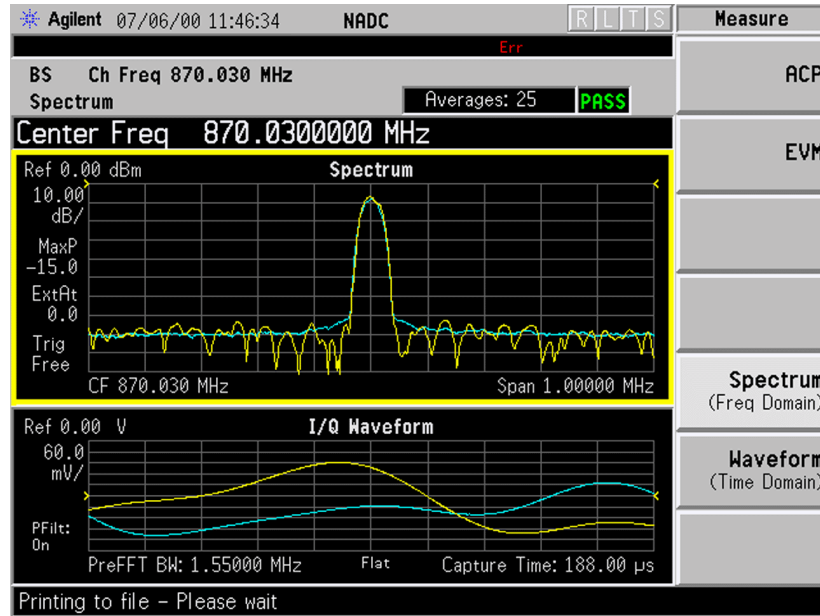 Agilent 07/06/00 11:46:34 NADC R L T S Measure
Err
BS Ch Freq 870.030 MHz
Spectrum Averages: 25 PASS
Center Freq 870.0300000 MHz
Ref 0.00 dBm Spectrum
10.00
dB/
MaxP
-15.0
ExtAt
0.0
Trig
Free
CF 870.030 MHz Span 1.00000 MHz
Ref 0.00 V I/Q Waveform
60.0
mV/
PFilt:
On
PreFFT BW: 1.55000 MHz Flat Capture Time: 188.00 µs
Printing to file – Please wait
ACP
EVM
Spectrum
(Freq Domain)
Waveform
(Time Domain)